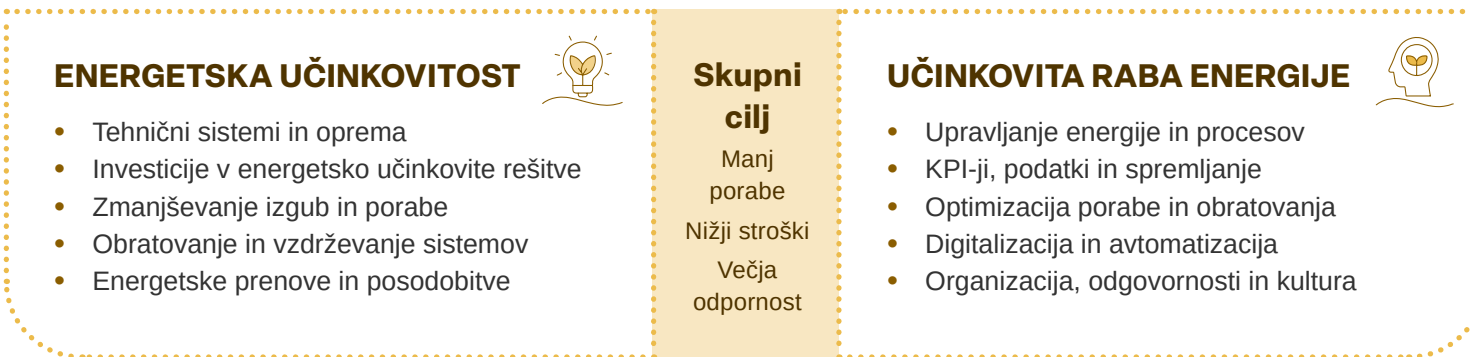 ENERGETSKA UČINKOVITOST
• Tehnični sistemi in oprema
• Investicije v energetsko učinkovite rešitve
• Zmanjševanje izgub in porabe
• Obratovanje in vzdrževanje sistemov
• Energetske prenove in posodobitve
Skupni
cilj
Manj
porabe
Nižji stroški
Večja
odpornost
UČINKOVITA RABA ENERGIJE
• Upravljanje energije in procesov
• KPI-ji, podatki in spremljanje
• Optimizacija porabe in obratovanja
• Digitalizacija in avtomatizacija
• Organizacija, odgovornosti in kultura